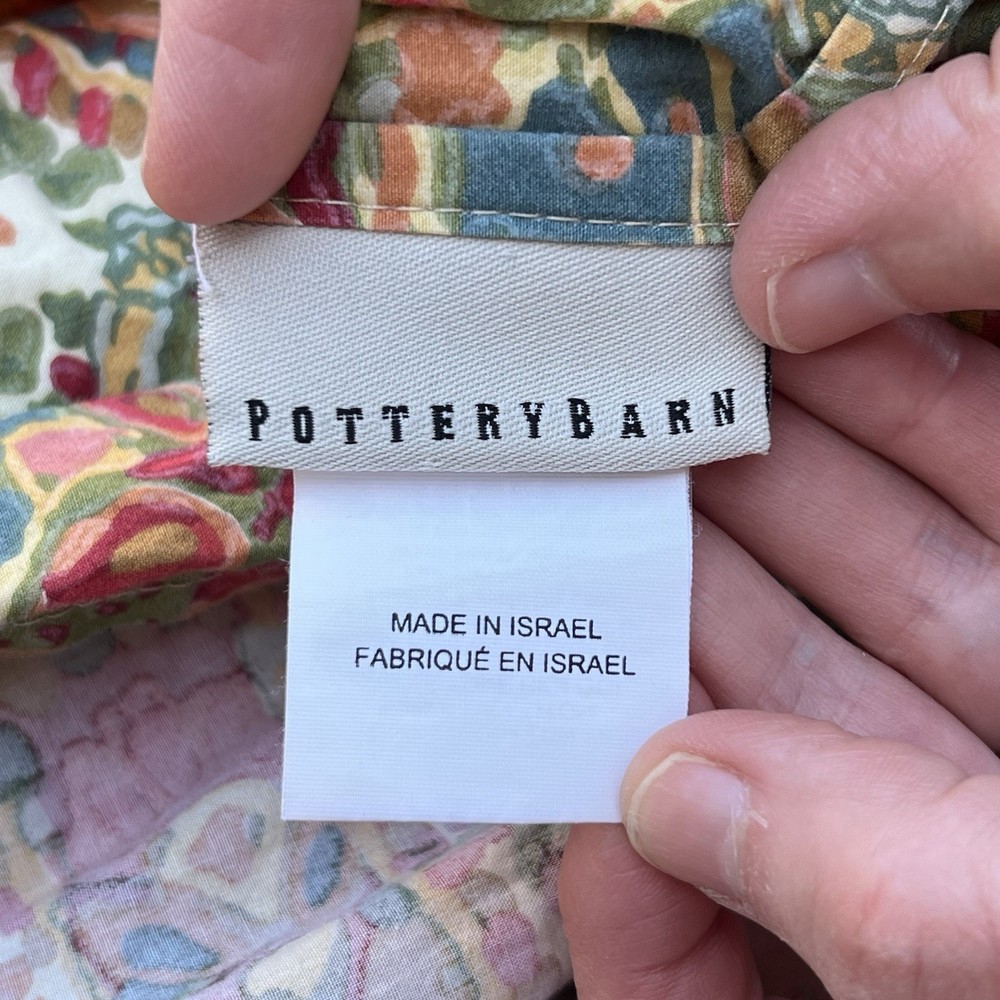 POTTERYBARN
MADE IN ISRAEL
FABRIQUÉ EN ISRAEL